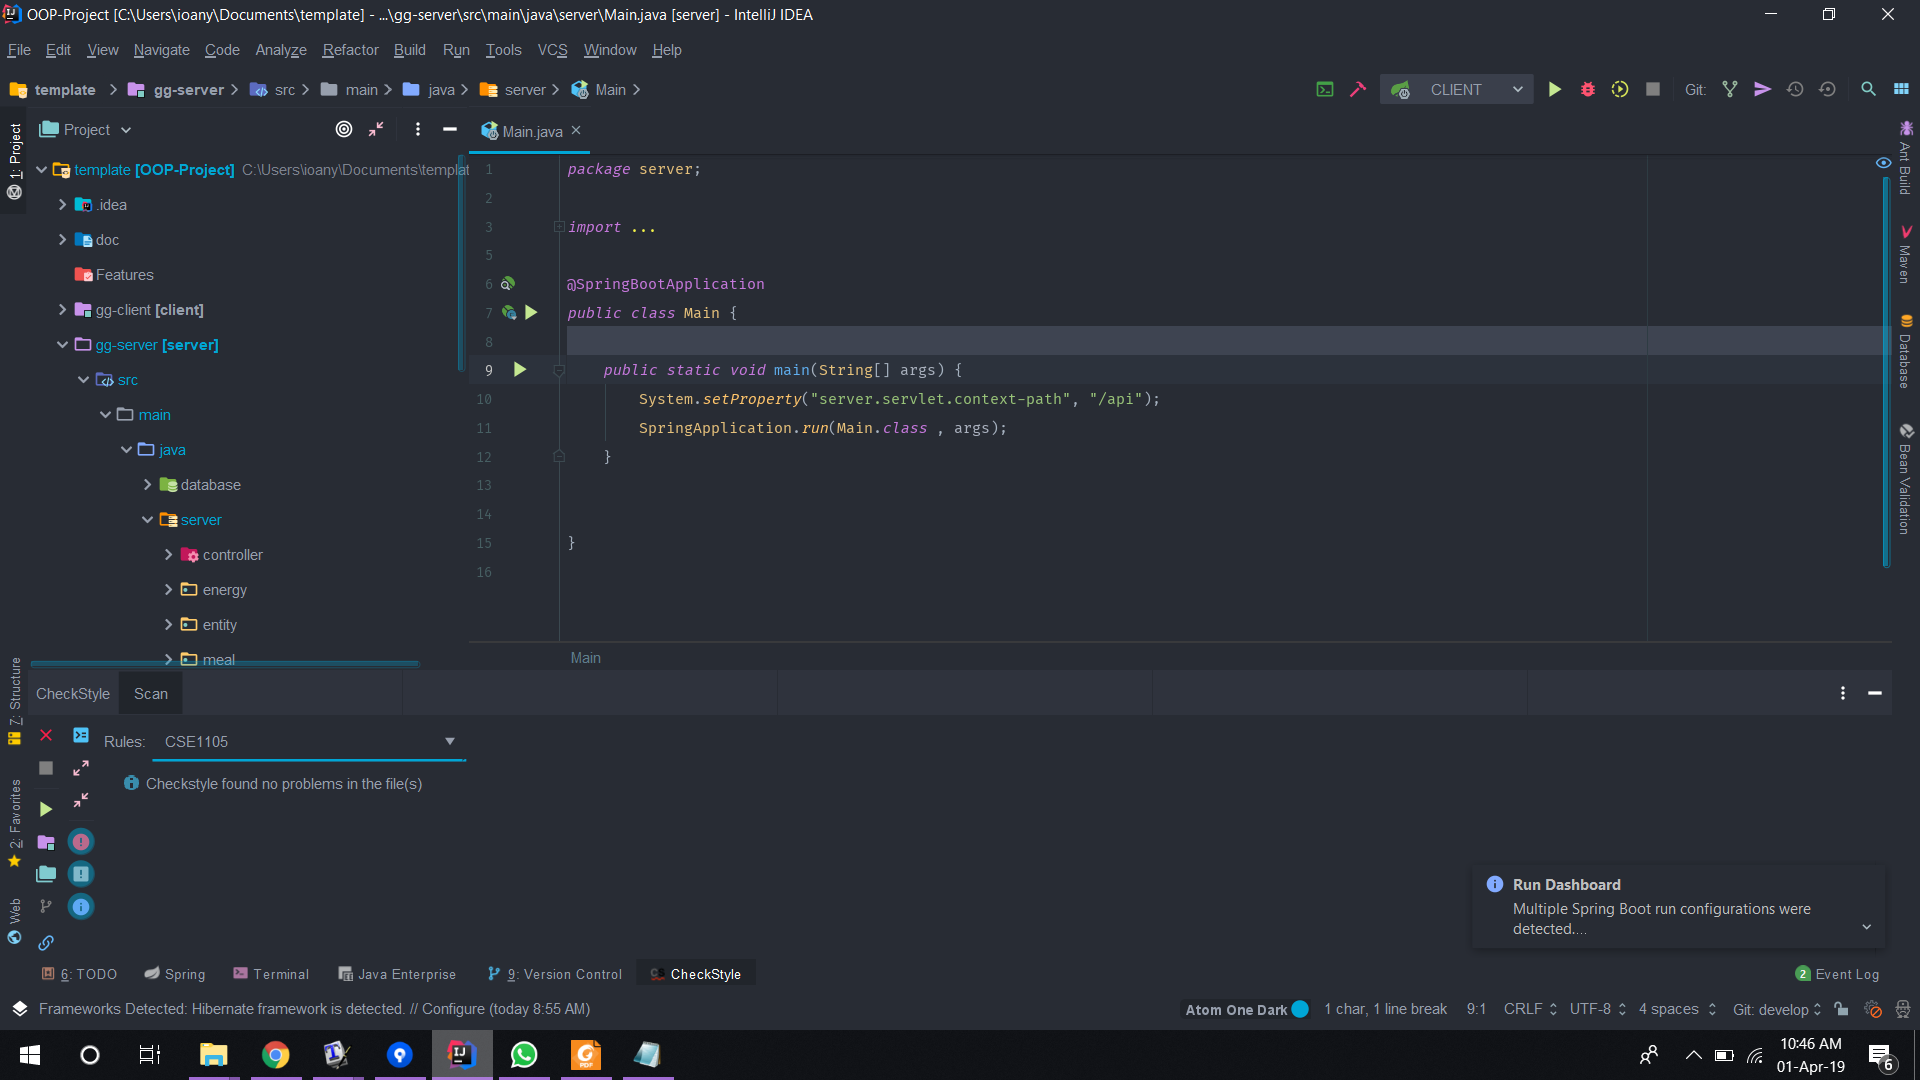 OOP-Project [C:\Users\ioany\Documents\template] - ...\gg-server\src\main\java\server\Main.java [server] - IntelliJ IDEA
File Edit View Navigate Code Analyze Refactor Build Run Tools VCS Window Help
template gg-server src main java server Main CLIENT Git:
1: Project
Project
Main.java
template [OOP-Project] C:\Users\ioany\Documents\templat
.idea
doc
Features
gg-client [client]
gg-server [server]
src
main
java
database
server
controller
energy
entity
meal
1 package server;
2
3 import ...
5
6 @SpringBootApplication
7 public class Main {
8
9 public static void main(String[] args) {
10 System.setProperty("server.servlet.context-path", "/api");
11 SpringApplication.run(Main.class , args);
12 }
13
14
15 }
16
Main
Ant Build
Maven
Database
Bean Validation
7: Structure
2: Favorites
Web
CheckStyle Scan
Rules: CSE1105
Checkstyle found no problems in the file(s)
Run Dashboard
Multiple Spring Boot run configurations were
detected....
6: TODO Spring Terminal Java Enterprise 9: Version Control CheckStyle 2 Event Log
Frameworks Detected: Hibernate framework is detected. // Configure (today 8:55 AM) Atom One Dark 1 char, 1 line break 9:1 CRLF UTF-8 4 spaces Git: develop
10:46 AM
01-Apr-19
6